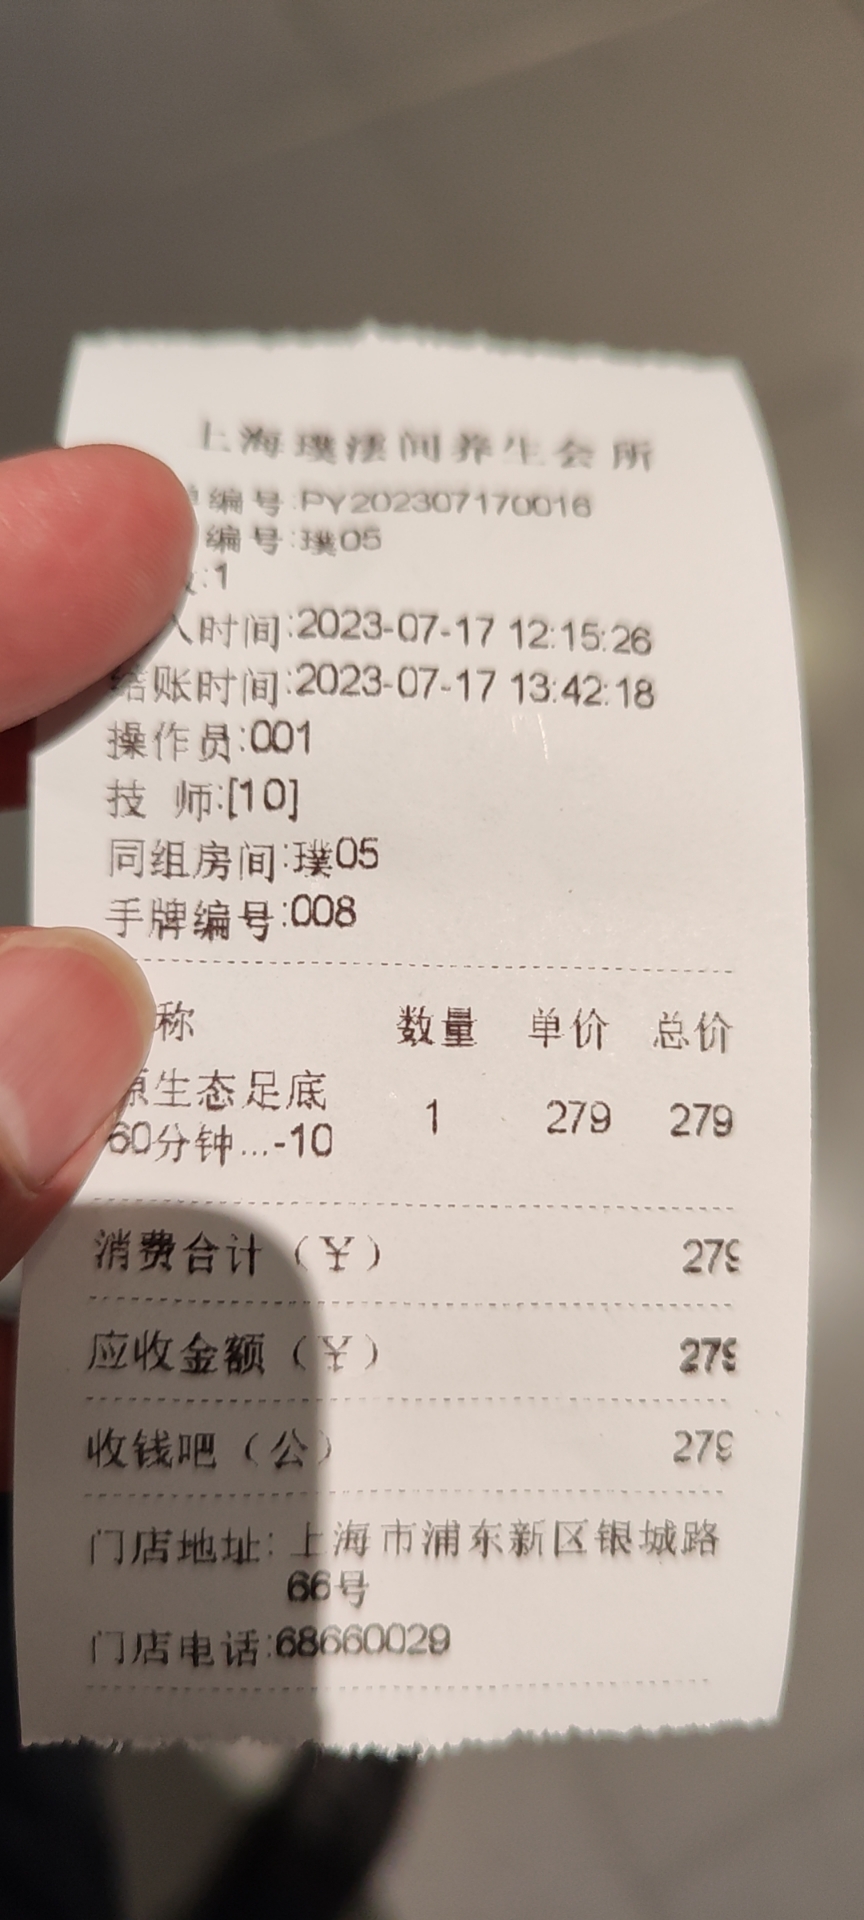 上海璞溪间养生会所
编号:PY202307170016
编号:璞05
:1
入时间:2023-07-17 12:15:26
结账时间:2023-07-17 13:42:18
操作员:001
技 师:[10]
同组房间:璞05
手牌编号:008
称 数量 单价 总价
原生态足底
60分钟...-10 1 279 279
消费合计（￥） 279
应收金额（￥） 279
收钱吧（公） 279
门店地址: 上海市浦东新区银城路
66号
门店电话:68660029